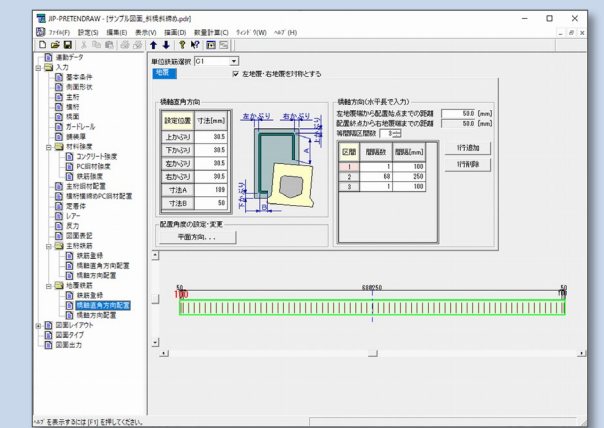 JIP-PRETENDRAW - [サンプル図面_斜橋斜締め.pdr]
ファイル(F) 設定(S) 編集(E) 表示(V) 描画(D) 数量計算(C) ウィンドウ(W) ヘルプ(H)
連動データ
入力
基本条件
側面形状
主桁
横桁
橋面
ガードレール
舗装厚
材料強度
コンクリート強度
PC鋼材強度
鉄筋強度
主桁鋼材配置
横桁横締めPC鋼材配置
定着体
レアー
反力
図面表記
主桁鉄筋
鉄筋登録
橋軸直角方向配置
橋軸方向配置
地覆鉄筋
鉄筋登録
橋軸直角方向配置
橋軸方向配置
図面レイアウト
図面タイプ
図面出力
単位鉄筋選択 C1
地覆
左地覆・右地覆を対称とする
橋軸直角方向
設定位置 寸法[mm]
上かぶり 30.5
下かぶり 30.5
左かぶり 30.5
右かぶり 30.5
寸法A 189
寸法B 50
左かぶり 右かぶり
上かぶり
A
下かぶり
B
配置角度の設定・変更
平面方向...
橋軸方向(水平長で入力)
左地覆端から配置始点までの距離 50.0 [mm]
配置終点から右地覆端までの距離 50.0 [mm]
等間隔区間数 3
区間 間隔数 間隔[mm]
1 1 100
2 68 250
3 1 100
1行追加
1行削除
50 68@250 50
100 100
ヘルプ を表示するには [F1] を押してください。